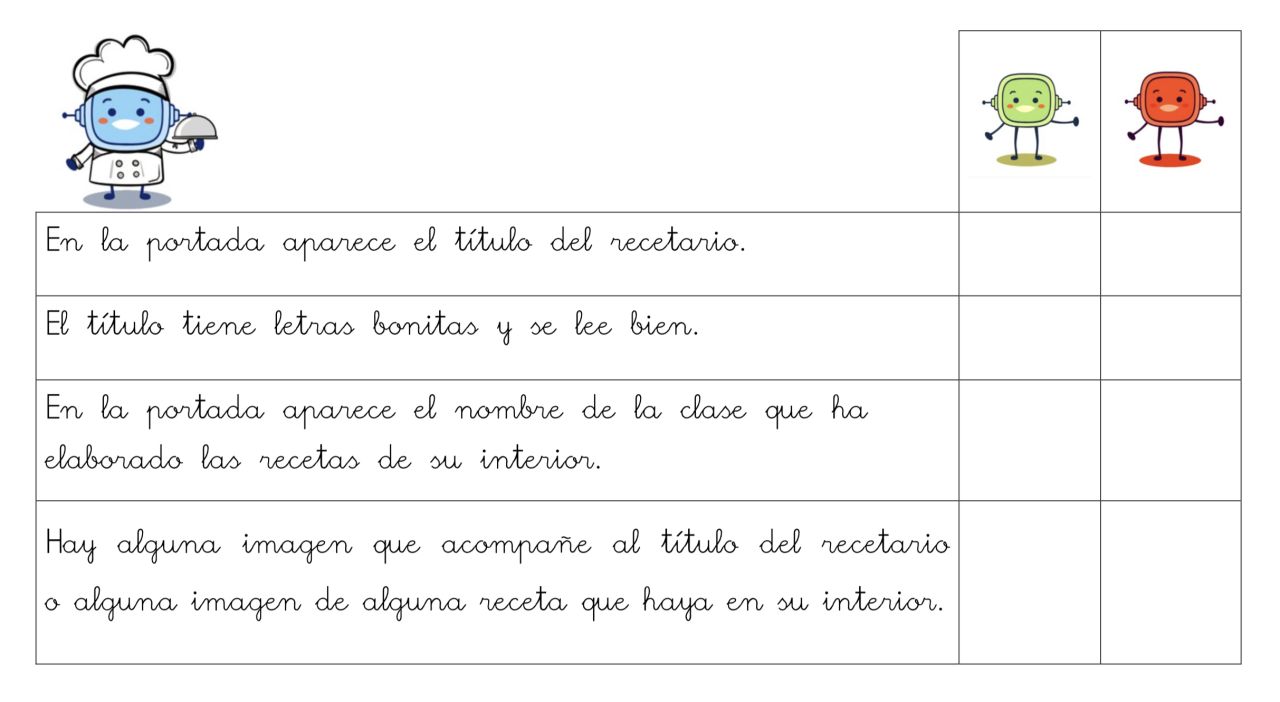 En la portada aparece el título del recetario.
El título tiene letras bonitas y se lee bien.
En la portada aparece el nombre de la clase que ha
elaborado las recetas de su interior.
Hay alguna imagen que acompañe al título del recetario
o alguna imagen de alguna receta que haya en su interior.